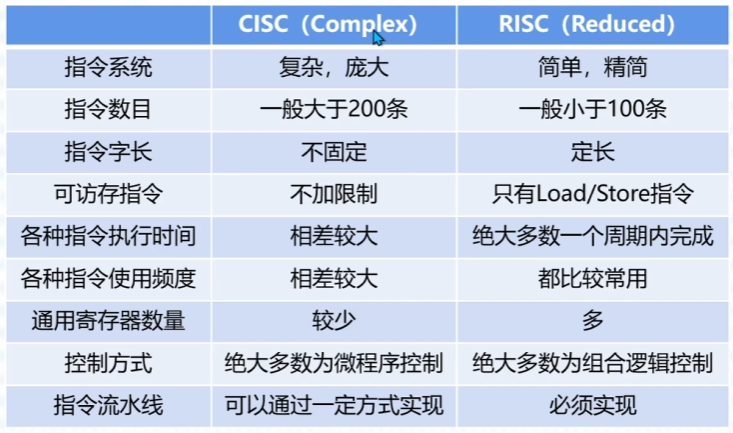 CISC（Complex） RISC（Reduced）
指令系统 复杂，庞大 简单，精简
指令数目 一般大于200条 一般小于100条
指令字长 不固定 定长
可访存指令 不加限制 只有Load/Store指令
各种指令执行时间 相差较大 绝大多数一个周期内完成
各种指令使用频度 相差较大 都比较常用
通用寄存器数量 较少 多
控制方式 绝大多数为微程序控制 绝大多数为组合逻辑控制
指令流水线 可以通过一定方式实现 必须实现